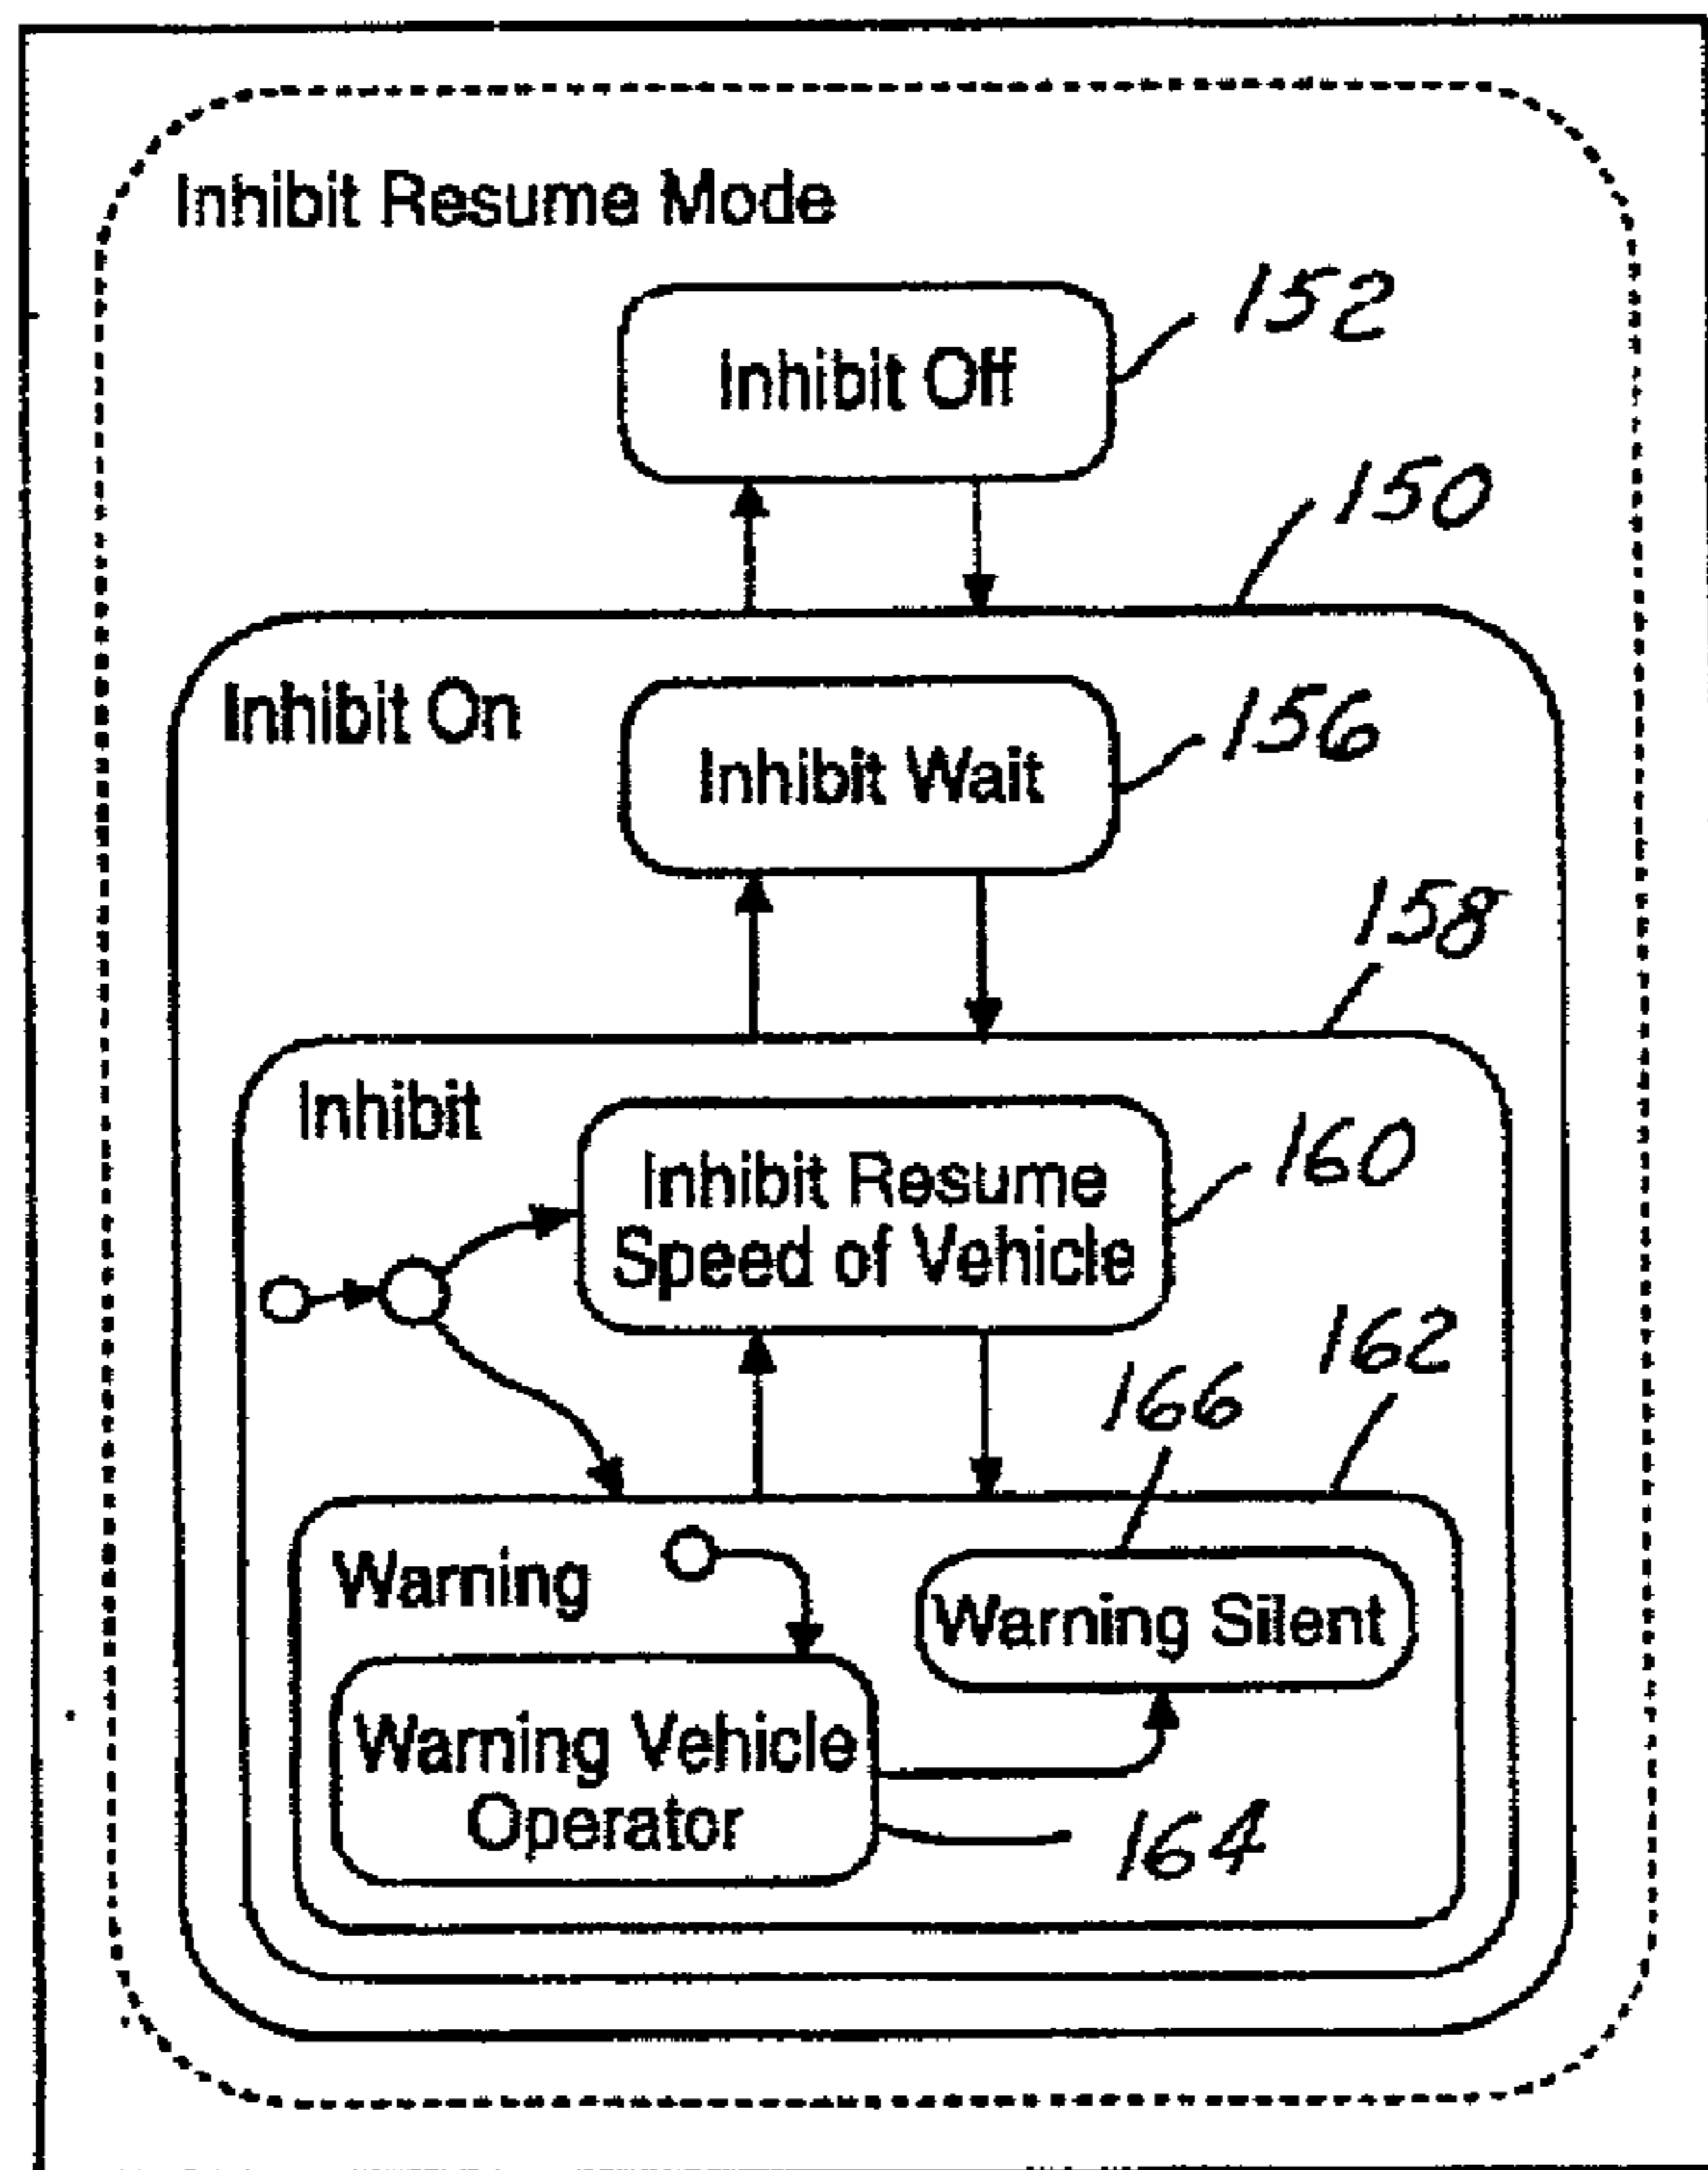 Inhibit Resume Mode
152
Inhibit Off
150
Inhibit On
156
Inhibit Wait
158
Inhibit
160
Inhibit Resume
Speed of Vehicle
162
166
Warning
Warning Silent
Warning Vehicle
Operator
164